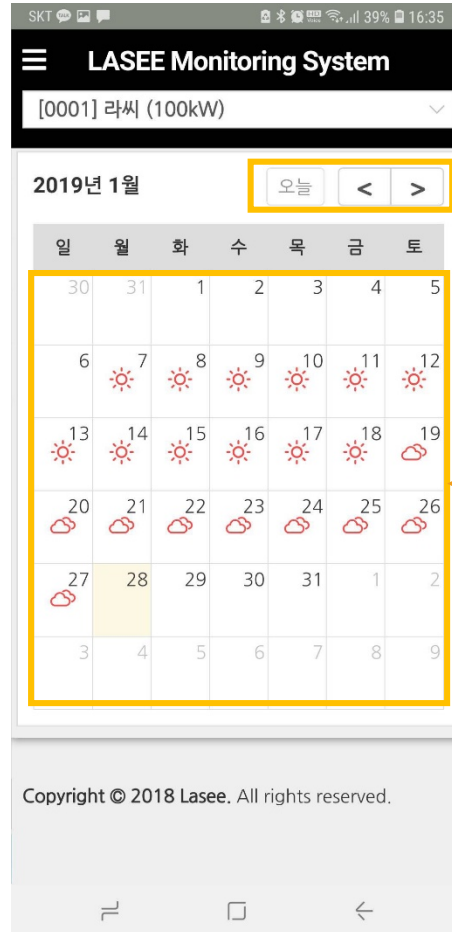 SKT 39% 16:35
LASEE Monitoring System
[0001] 라씨 (100kW)
2019년 1월 오늘 < >
일 월 화 수 목 금 토
30 31 1 2 3 4 5
6 7 8 9 10 11 12
13 14 15 16 17 18 19
20 21 22 23 24 25 26
27 28 29 30 31 1 2
3 4 5 6 7 8 9
Copyright © 2018 Lasee. All rights reserved.